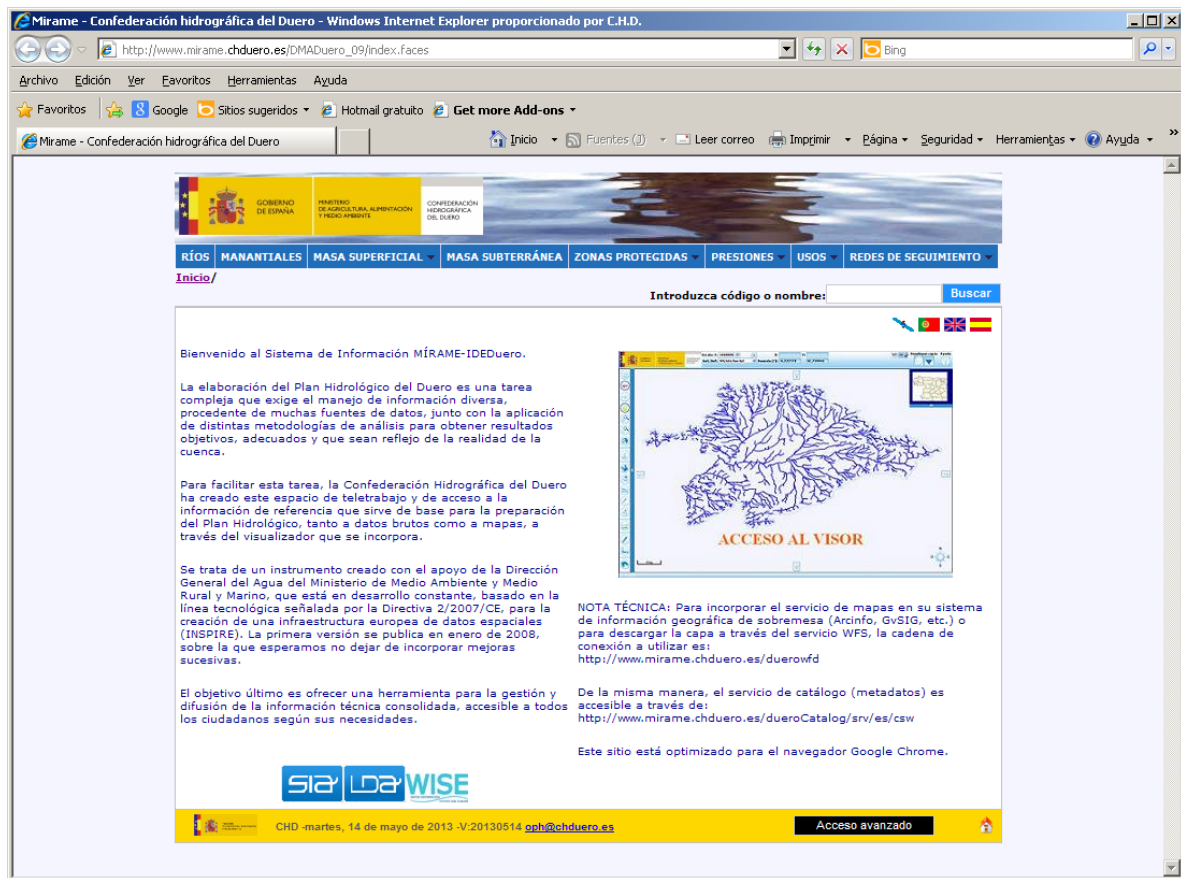 Mirame - Confederación hidrográfica del Duero - Windows Internet Explorer proporcionado por C.H.D.
http://www.mirame.chduero.es/DMADuero_09/index.faces
Bing
Archivo Edición Ver Favoritos Herramientas Ayuda
Favoritos Google Sitios sugeridos Hotmail gratuito Get more Add-ons
Mirame - Confederación hidrográfica del Duero
Inicio Fuentes (J) Leer correo Imprimir Página Seguridad Herramientas Ayuda »
GOBIERNO
DE ESPAÑA
MINISTERIO
DE AGRICULTURA, ALIMENTACIÓN
Y MEDIO AMBIENTE
CONFEDERACIÓN
HIDROGRÁFICA
DEL DUERO
RÍOS MANANTIALES MASA SUPERFICIAL MASA SUBTERRÁNEA ZONAS PROTEGIDAS PRESIONES USOS REDES DE SEGUIMIENTO
Inicio/
Introduzca código o nombre: Buscar
Bienvenido al Sistema de Información MÍRAME-IDEDuero.
La elaboración del Plan Hidrológico del Duero es una tarea
compleja que exige el manejo de información diversa,
procedente de muchas fuentes de datos, junto con la aplicación
de distintas metodologías de análisis para obtener resultados
objetivos, adecuados y que sean reflejo de la realidad de la
cuenca.
Para facilitar esta tarea, la Confederación Hidrográfica del Duero
ha creado este espacio de teletrabajo y de acceso a la
información de referencia que sirve de base para la preparación
del Plan Hidrológico, tanto a datos brutos como a mapas, a
través del visualizador que se incorpora.
Se trata de un instrumento creado con el apoyo de la Dirección
General del Agua del Ministerio de Medio Ambiente y Medio
Rural y Marino, que está en desarrollo constante, basado en la
línea tecnológica señalada por la Directiva 2/2007/CE, para la
creación de una infraestructura europea de datos espaciales
(INSPIRE). La primera versión se publica en enero de 2008,
sobre la que esperamos no dejar de incorporar mejoras
sucesivas.
El objetivo último es ofrecer una herramienta para la gestión y
difusión de la información técnica consolidada, accesible a todos
los ciudadanos según sus necesidades.
ACCESO AL VISOR
NOTA TÉCNICA: Para incorporar el servicio de mapas en su sistema
de información geográfica de sobremesa (Arcinfo, GvSIG, etc.) o
para descargar la capa a través del servicio WFS, la cadena de
conexión a utilizar es:
http://www.mirame.chduero.es/duerowfd
De la misma manera, el servicio de catálogo (metadatos) es
accesible a través de:
http://www.mirame.chduero.es/dueroCatalog/srv/es/csw
Este sitio está optimizado para el navegador Google Chrome.
sia LDA WISE
CHD -martes, 14 de mayo de 2013 -V:20130514 oph@chduero.es
Acceso avanzado